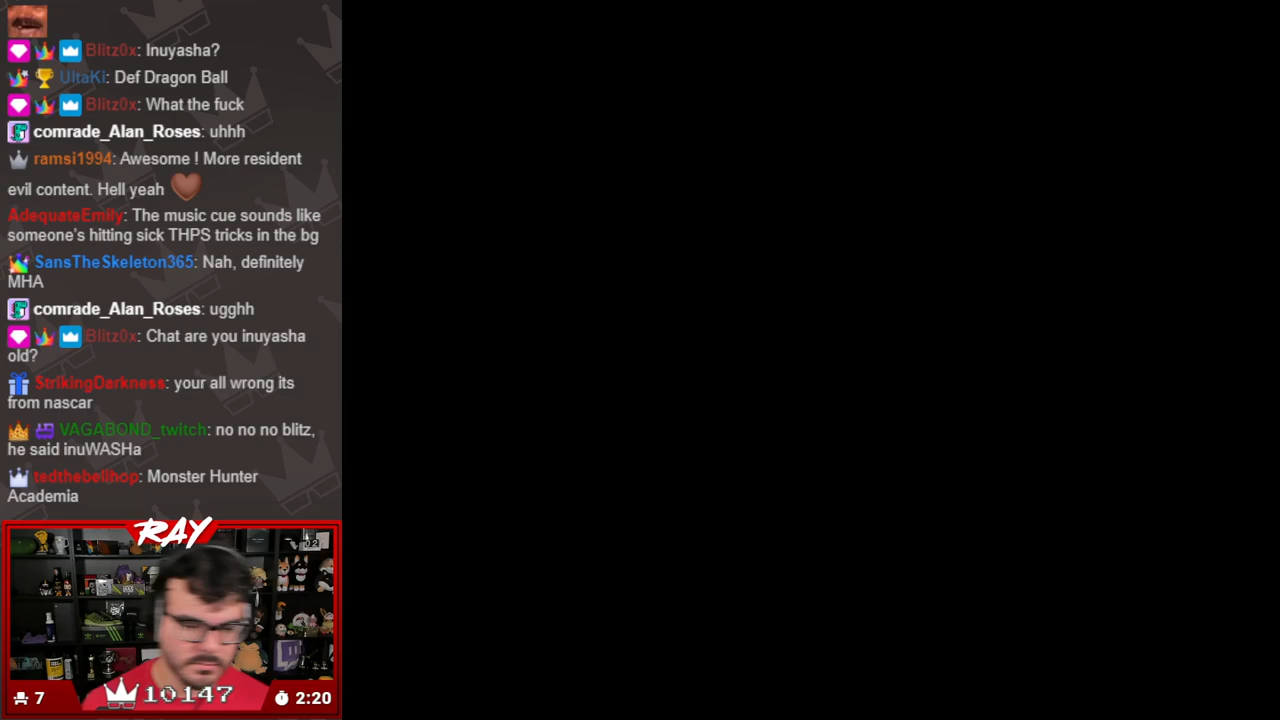 Blitz0x: Inuyasha?
UltaKi: Def Dragon Ball
Blitz0x: What the fuck
comrade_Alan_Roses: uhhh
ramsi1994: Awesome ! More resident
evil content. Hell yeah
AdequateEmily: The music cue sounds like
someone's hitting sick THPS tricks in the bg
SansTheSkeleton365: Nah, definitely
MHA
comrade_Alan_Roses: ugghh
Blitz0x: Chat are you inuyasha
old?
StrikingDarkness: your all wrong its
from nascar
VAGABOND_twitch: no no no blitz,
he said inuWASHa
tedthebellhop: Monster Hunter
Academia
RAY
7
10147
2:20